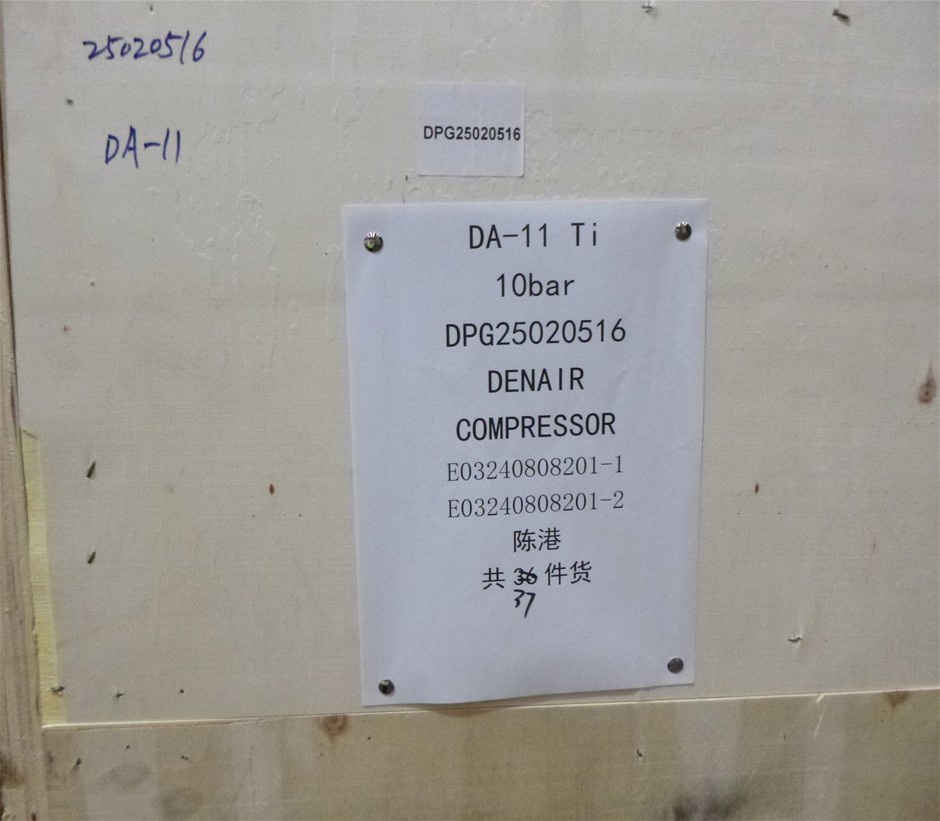 25020516
DA-11
DPG25020516
DA-11 Ti
10bar
DPG25020516
DENAIR
COMPRESSOR
E03240808201-1
E03240808201-2
陈港
共 36 件货
37